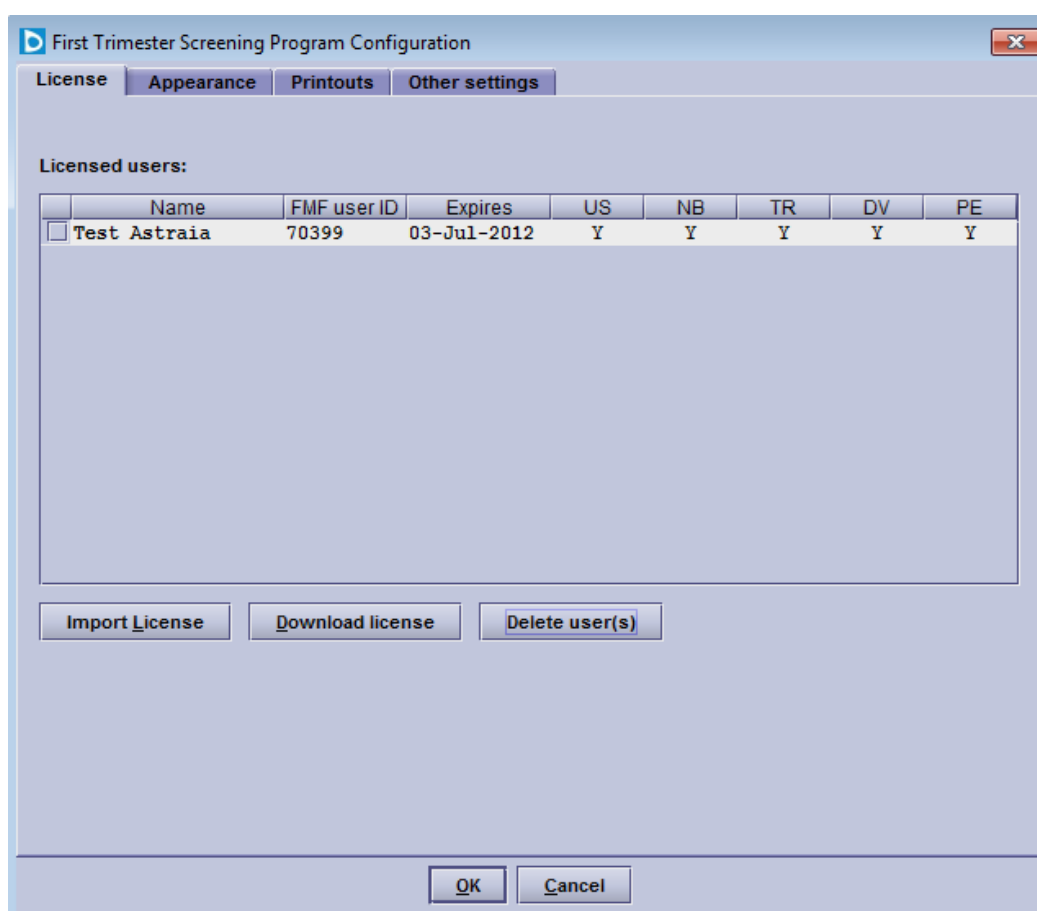 First Trimester Screening Program Configuration
License Appearance Printouts Other settings
Licensed users:
Name FMF user ID Expires US NB TR DV PE
Test Astraia 70399 03-Jul-2012 Y Y Y Y Y
Import License Download license Delete user(s)
OK Cancel